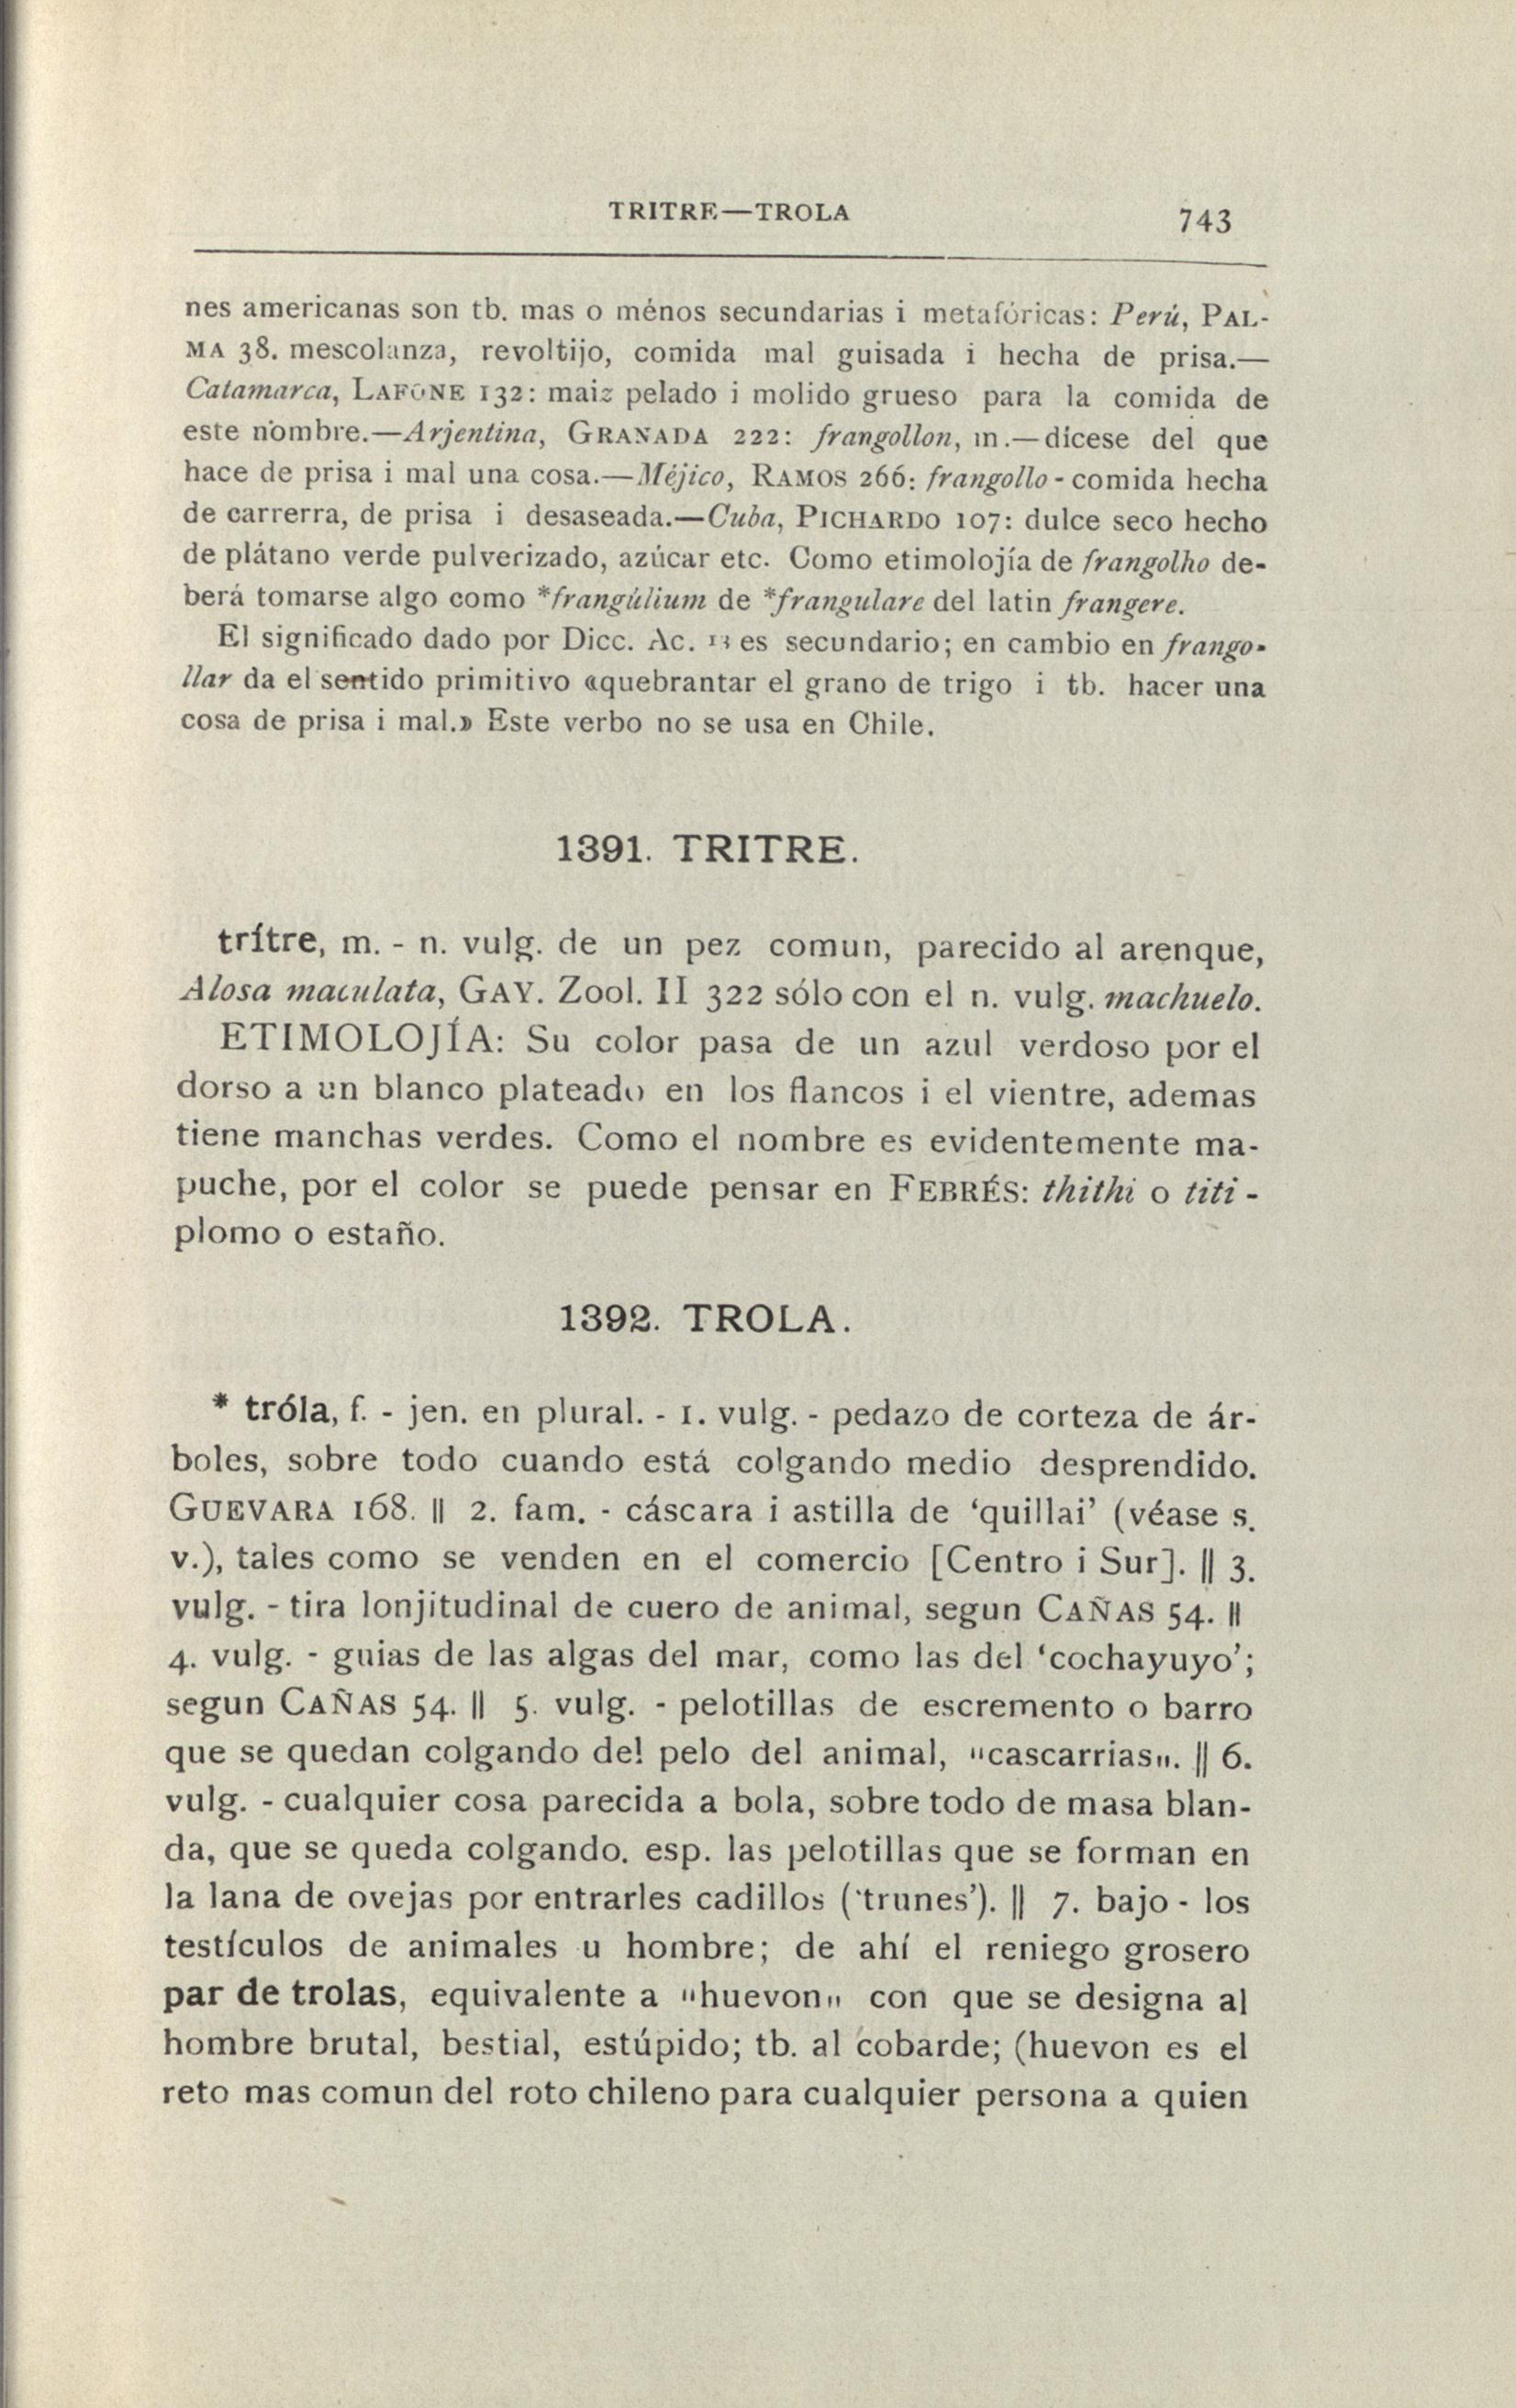 TRITRE—TROLA
743
nes americanas son tb. mas o ménos secundarias i metafóricas: Perú, PAL-
MA 38. mescolanza, revoltijo, comida mal guisada i hecha de prisa.—
Catamarca, LAFONE 132: maiz pelado i molido grueso para la comida de
este nombre.—Arjentina, GRANADA 222: frangollon, m.—dícese del que
hace de prisa i mal una cosa.—Méjico, RAMOS 266: frangollo - comida hecha
de carrerra, de prisa i desaseada.—Cuba, PICHARDO 107: dulce seco hecho
de plátano verde pulverizado, azúcar etc. Como etimolojía de frangolho de-
berá tomarse algo como *frangúlium de *frangulare del latin frangere.
El significado dado por Dicc. Ac. 13 es secundario; en cambio en frango-
llar da el sentido primitivo «quebrantar el grano de trigo i tb. hacer una
cosa de prisa i mal.» Este verbo no se usa en Chile.
1391. TRITRE.
trítre, m. - n. vulg. de un pez comun, parecido al arenque,
Alosa maculata, GAY. Zool. II 322 sólo con el n. vulg. machuelo.
ETIMOLOJÍA: Su color pasa de un azul verdoso por el
dorso a un blanco plateado en los flancos i el vientre, ademas
tiene manchas verdes. Como el nombre es evidentemente ma-
puche, por el color se puede pensar en FEBRÉS: thithi o titi -
plomo o estaño.
1392. TROLA.
* tróla, f. - jen. en plural. - 1. vulg. - pedazo de corteza de ár-
boles, sobre todo cuando está colgando medio desprendido.
GUEVARA 168. || 2. fam. - cáscara i astilla de ‘quillai’ (véase s.
v.), tales como se venden en el comercio [Centro i Sur]. || 3.
vulg. - tira lonjitudinal de cuero de animal, segun CAÑAS 54. ||
4. vulg. - guias de las algas del mar, como las del ‘cochayuyo’;
segun CAÑAS 54. || 5. vulg. - pelotillas de escremento o barro
que se quedan colgando del pelo del animal, "cascarrias". || 6.
vulg. - cualquier cosa parecida a bola, sobre todo de masa blan-
da, que se queda colgando. esp. las pelotillas que se forman en
la lana de ovejas por entrarles cadillos (‘trunes’). || 7. bajo - los
testículos de animales u hombre; de ahí el reniego grosero
par de trolas, equivalente a "huevon" con que se designa al
hombre brutal, bestial, estúpido; tb. al cobarde; (huevon es el
reto mas comun del roto chileno para cualquier persona a quien